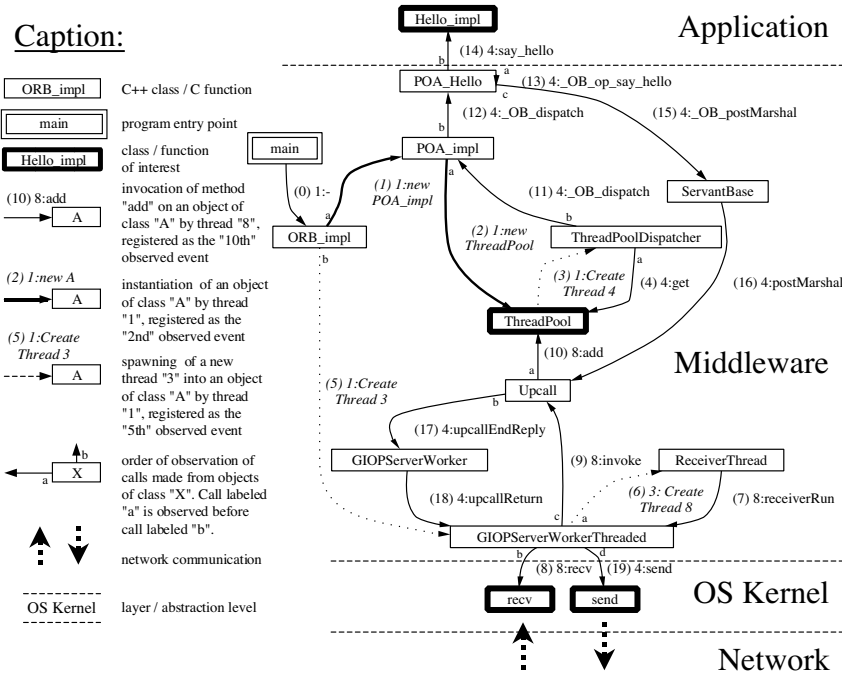 Caption:
ORB_impl
C++ class / C function
main
program entry point
Hello_impl
class / function
of interest
(10) 8:add
A
invocation of method
"add" on an object of
class "A" by thread "8",
registered as the "10th"
observed event
(2) 1:new A
A
instantiation of an object
of class "A" by thread
"1", registered as the
"2nd" observed event
(5) 1:Create
Thread 3
A
spawning of a new
thread "3" into an object
of class "A" by thread
"1", registered as the
"5th" observed event
b
a
X
order of observation of
calls made from objects
of class "X". Call labeled
"a" is observed before
call labeled "b".
network communication
OS Kernel
layer / abstraction level
Hello_impl
Application
b
(14) 4:say_hello
POA_Hello
a
c
(13) 4:_OB_op_say_hello
(12) 4:_OB_dispatch
(15) 4:_OB_postMarshal
main
b
POA_impl
a
(0) 1:-
(1) 1:new
POA_impl
(11) 4:_OB_dispatch
ServantBase
a
ORB_impl
b
(2) 1:new
ThreadPool
b
ThreadPoolDispatcher
a
(3) 1:Create
Thread 4
(4) 4:get
(16) 4:postMarshal
ThreadPool
(10) 8:add
Middleware
a
Upcall
b
(5) 1:Create
Thread 3
(17) 4:upcallEndReply
GIOPServerWorker
(9) 8:invoke
ReceiverThread
(18) 4:upcallReturn
(6) 3: Create
Thread 8
(7) 8:receiverRun
c
a
GIOPServerWorkerThreaded
b
d
(8) 8:recv
(19) 4:send
recv
send
OS Kernel
Network